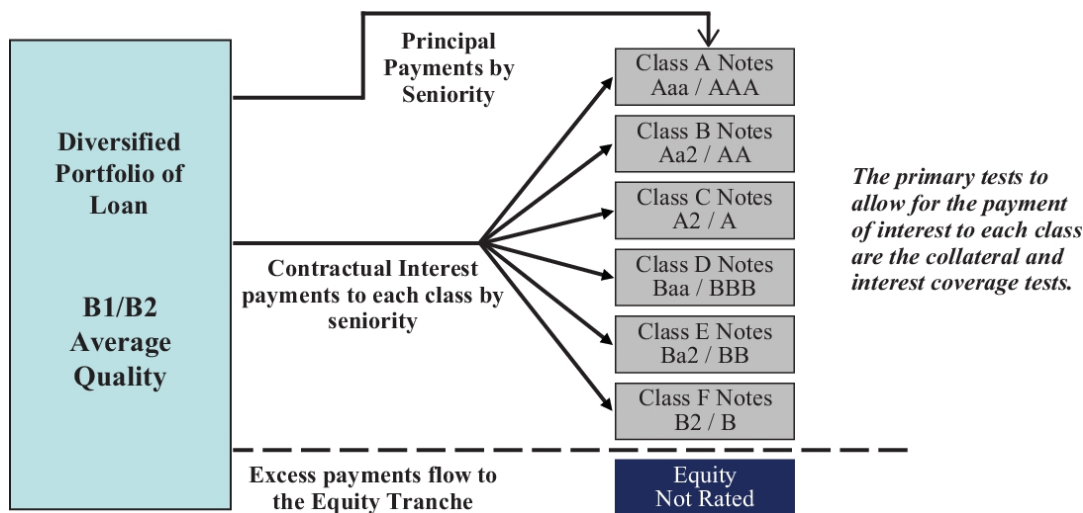 Diversified
Portfolio of
Loan
B1/B2
Average
Quality
Principal
Payments by
Seniority
Contractual Interest
payments to each class by
seniority
Excess payments flow to
the Equity Tranche
Class A Notes
Aaa / AAA
Class B Notes
Aa2 / AA
Class C Notes
A2 / A
Class D Notes
Baa / BBB
Class E Notes
Ba2 / BB
Class F Notes
B2 / B
Equity
Not Rated
The primary tests to
allow for the payment
of interest to each class
are the collateral and
interest coverage tests.